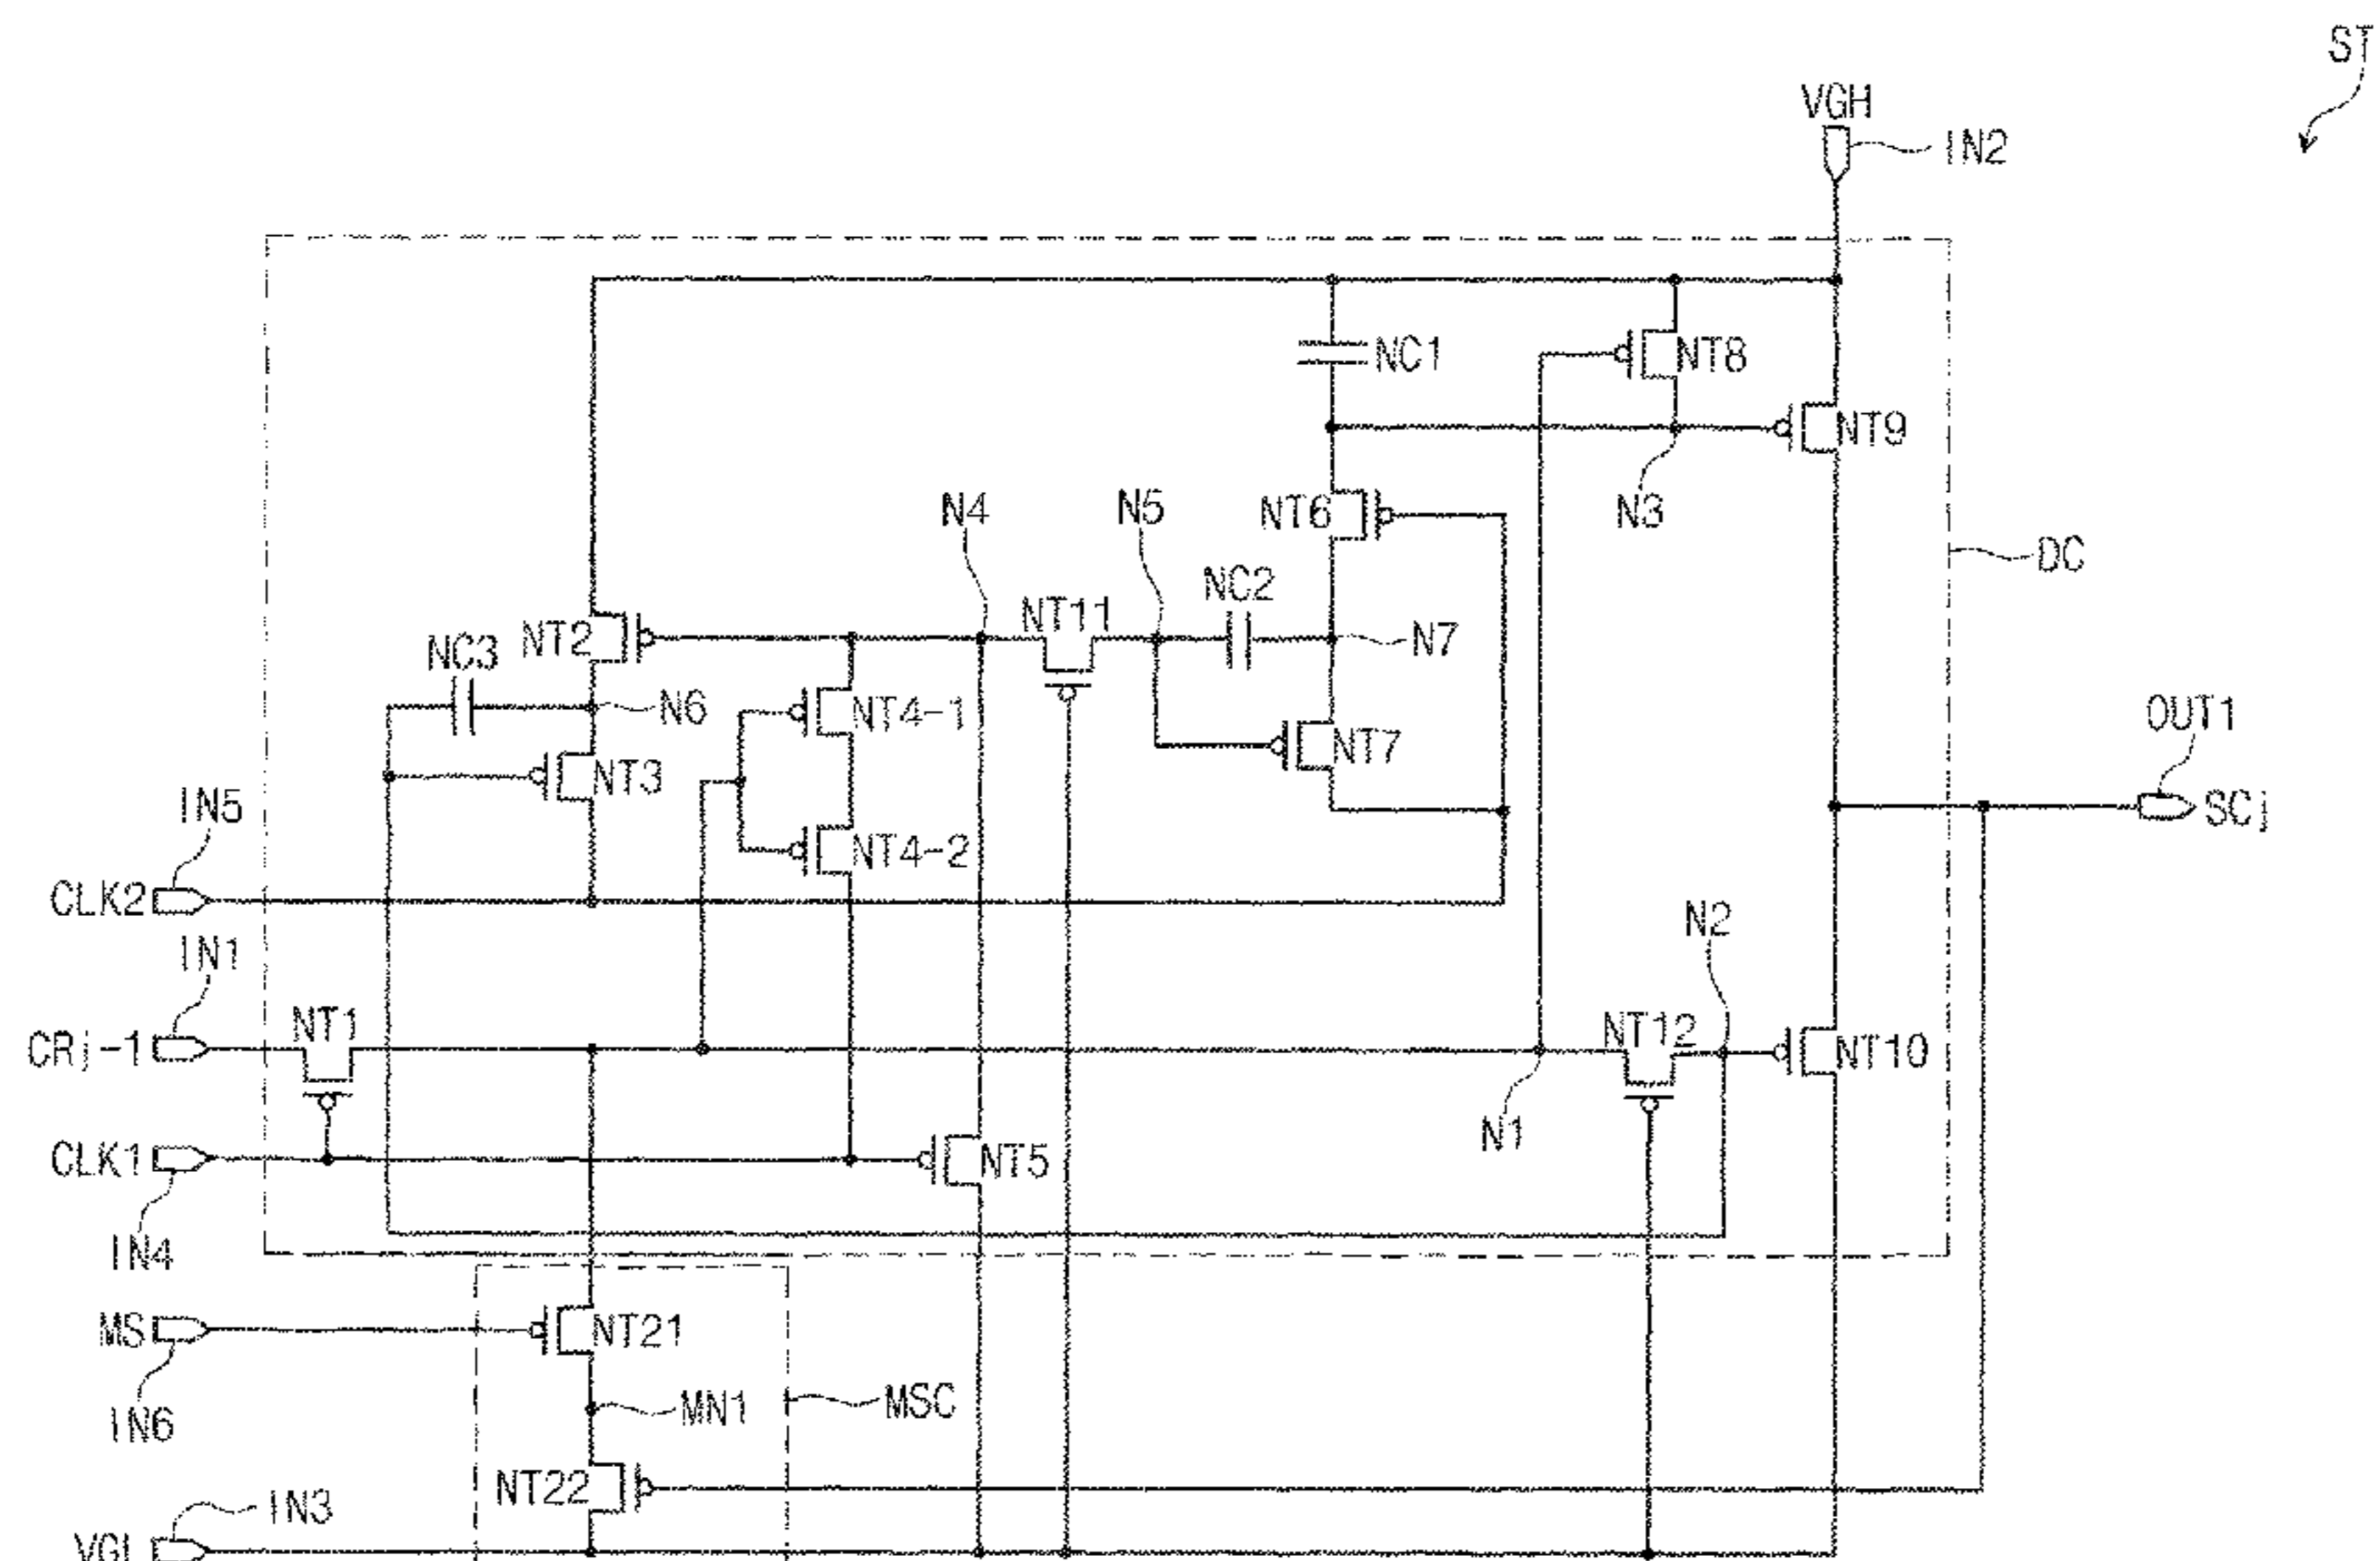 ST
VGH
IN2
NC1
NT8
NT9
N4
N5
NT6
N3
DC
NC2
NT11
NT2
NC3
N7
N6
NT4-1
OUT1
NT7
NT3
IN5
SCj
NT4-2
CLK2
N2
IN1
NT1
NT12
CRj-1
NT10
N1
CLK1
NT5
IN4
MS
NT21
MN1
MSC
IN6
NT22
IN3
VGL